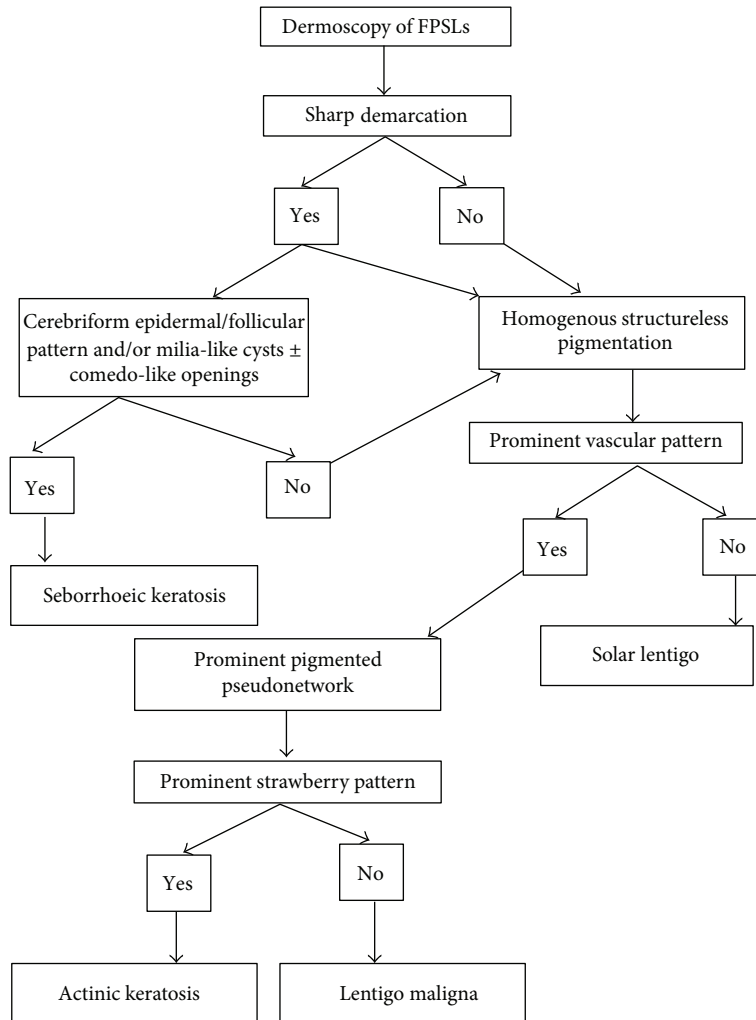 Dermoscopy of FPSLs
Sharp demarcation
Yes
No
Cerebriform epidermal/follicular
pattern and/or milia-like cysts ±
comedo-like openings
Homogenous structureless
pigmentation
Prominent vascular pattern
Yes
No
Yes
No
Seborrhoeic keratosis
Solar lentigo
Prominent pigmented
pseudonetwork
Prominent strawberry pattern
Yes
No
Actinic keratosis
Lentigo maligna